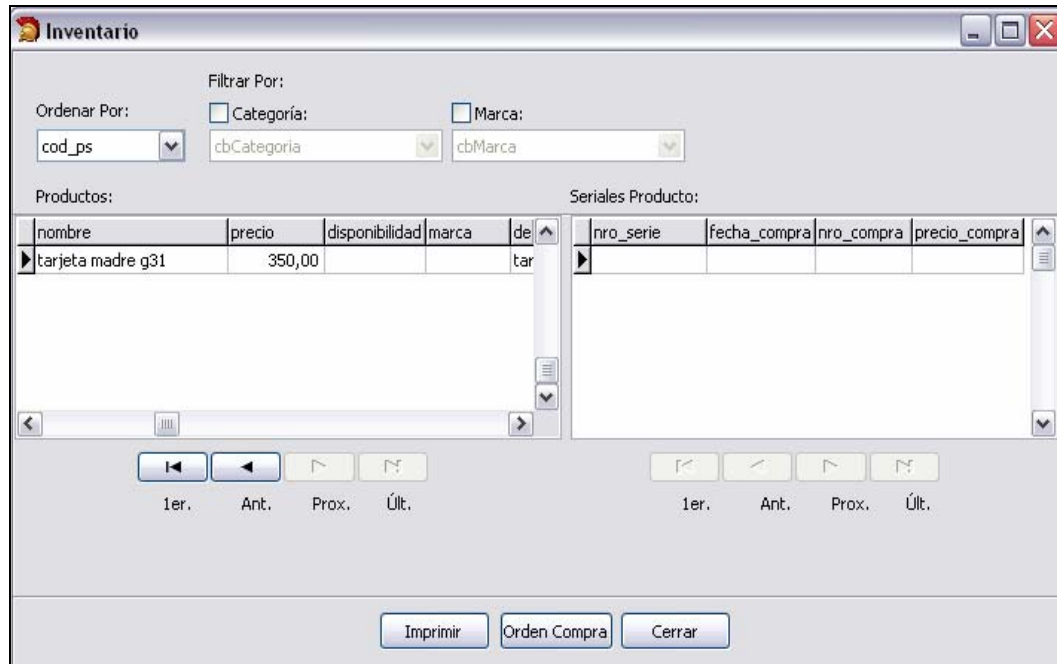 Inventario
Filtrar Por:
Ordenar Por:
Categoría:
Marca:
cod_ps
cbCategoria
cbMarca
Productos:
Seriales Producto:
nombre precio disponibilidad marca de
tarjeta madre g31 350,00 tar
nro_serie fecha_compra nro_compra precio_compra
1er. Ant. Prox. Últ.
1er. Ant. Prox. Últ.
Imprimir Orden Compra Cerrar